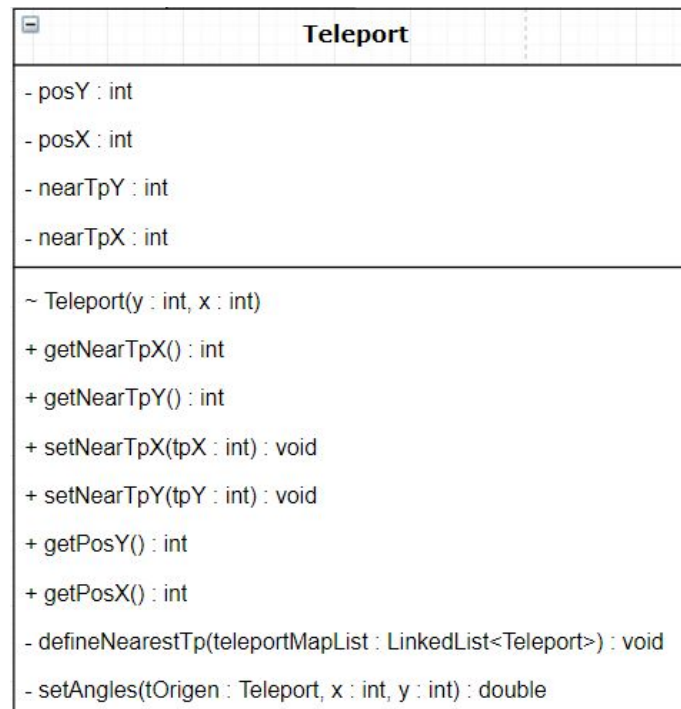 Teleport
- posY : int
- posX : int
- nearTpY : int
- nearTpX : int
~ Teleport(y : int, x : int)
+ getNearTpX() : int
+ getNearTpY() : int
+ setNearTpX(tpX : int) : void
+ setNearTpY(tpY : int) : void
+ getPosY() : int
+ getPosX() : int
- defineNearestTp(teleportMapList : LinkedList<Teleport>) : void
- setAngles(tOrigen : Teleport, x : int, y : int) : double